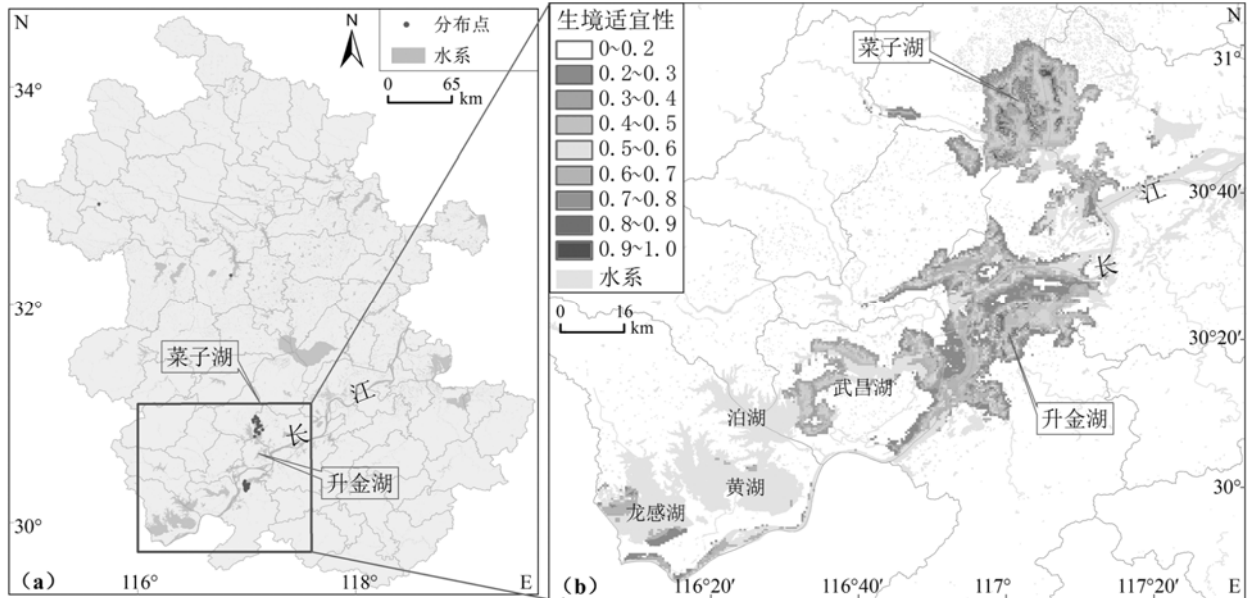 N
N
分布点
水系
0 65
km
34°
32°
30°
菜子湖
江
长
升金湖
(a)
116°
118°
E
生境适宜性
0~0.2
0.2~0.3
0.3~0.4
0.4~0.5
0.5~0.6
0.6~0.7
0.7~0.8
0.8~0.9
0.9~1.0
水系
0 16
km
N
菜子湖
31°
江
30°40′
长
30°20′
武昌湖
泊湖
升金湖
黄湖
30°
龙感湖
(b)
116°20′
116°40′
117°
117°20′
E